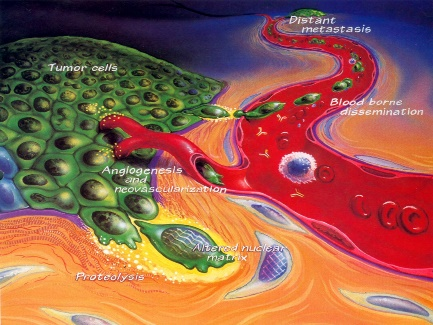 Distant
metastasis
Tumor cells
Blood borne
dissemination
Angiogenesis
and
neovascularization
Altered nuclear
matrix
Proteolysis